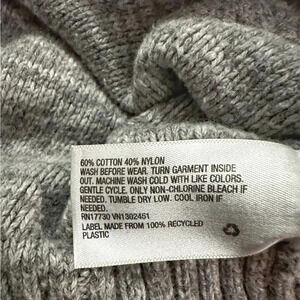 60% COTTON 40% NYLON
WASH BEFORE WEAR. TURN GARMENT INSIDE
OUT. MACHINE WASH COLD WITH LIKE COLORS.
GENTLE CYCLE. ONLY NON-CHLORINE BLEACH IF
NEEDED. TUMBLE DRY LOW. COOL IRON IF
NEEDED.
RN17730 VN1302451
LABEL MADE FROM 100% RECYCLED
PLASTIC